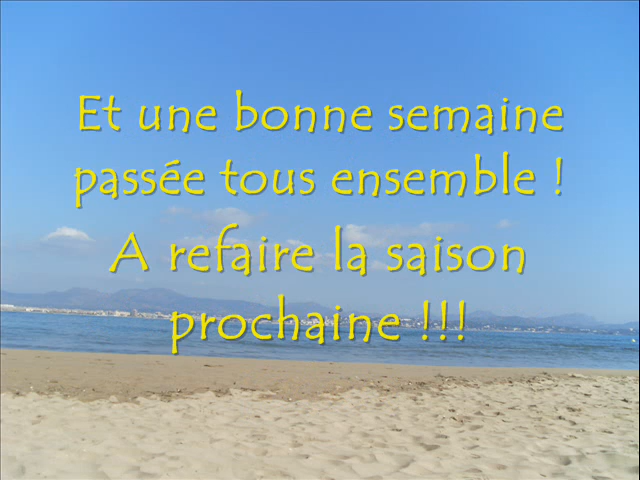 Et une bonne semaine
passée tous ensemble !
A refaire la saison
prochaine !!!